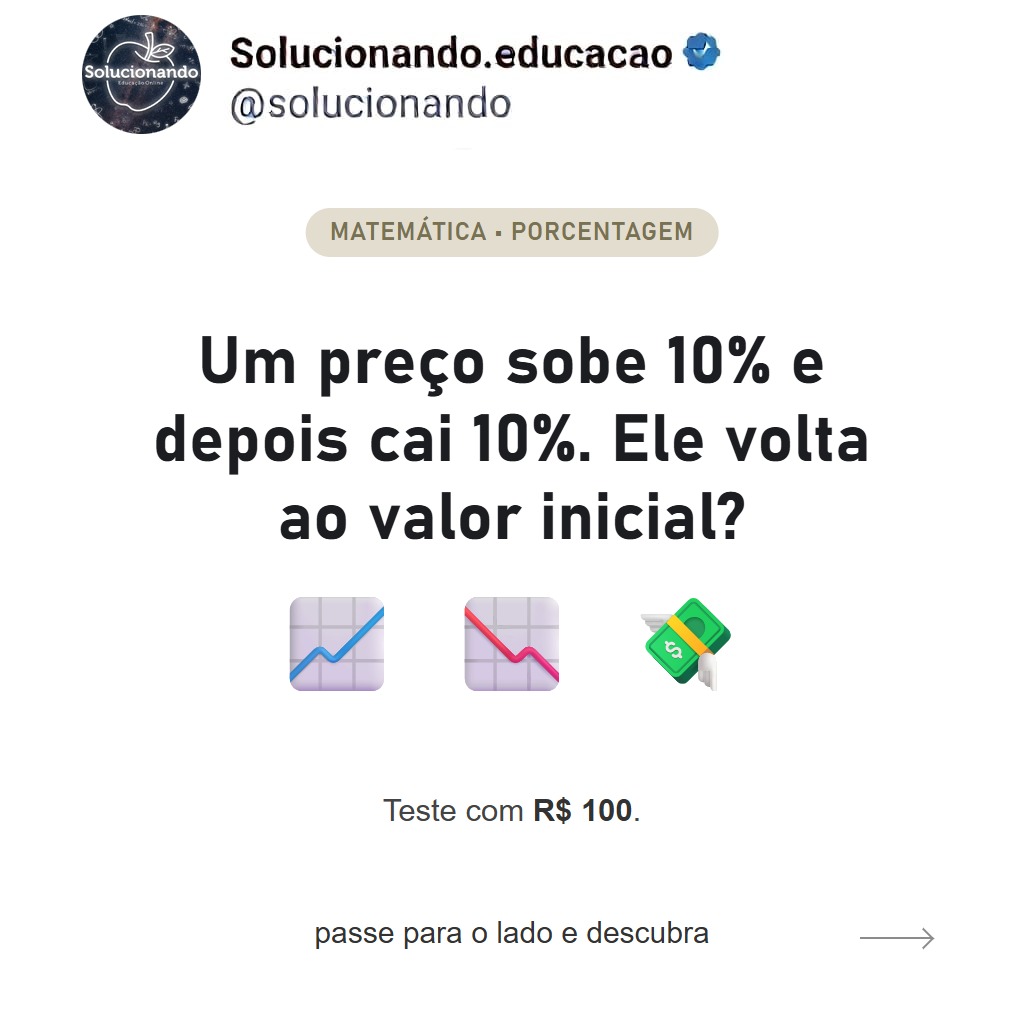 Solucionando
Educação Online
Solucionando.educacao
@solucionando
MATEMÁTICA ▪ PORCENTAGEM
Um preço sobe 10% e
depois cai 10%. Ele volta
ao valor inicial?
$
Teste com R$ 100.
passe para o lado e descubra